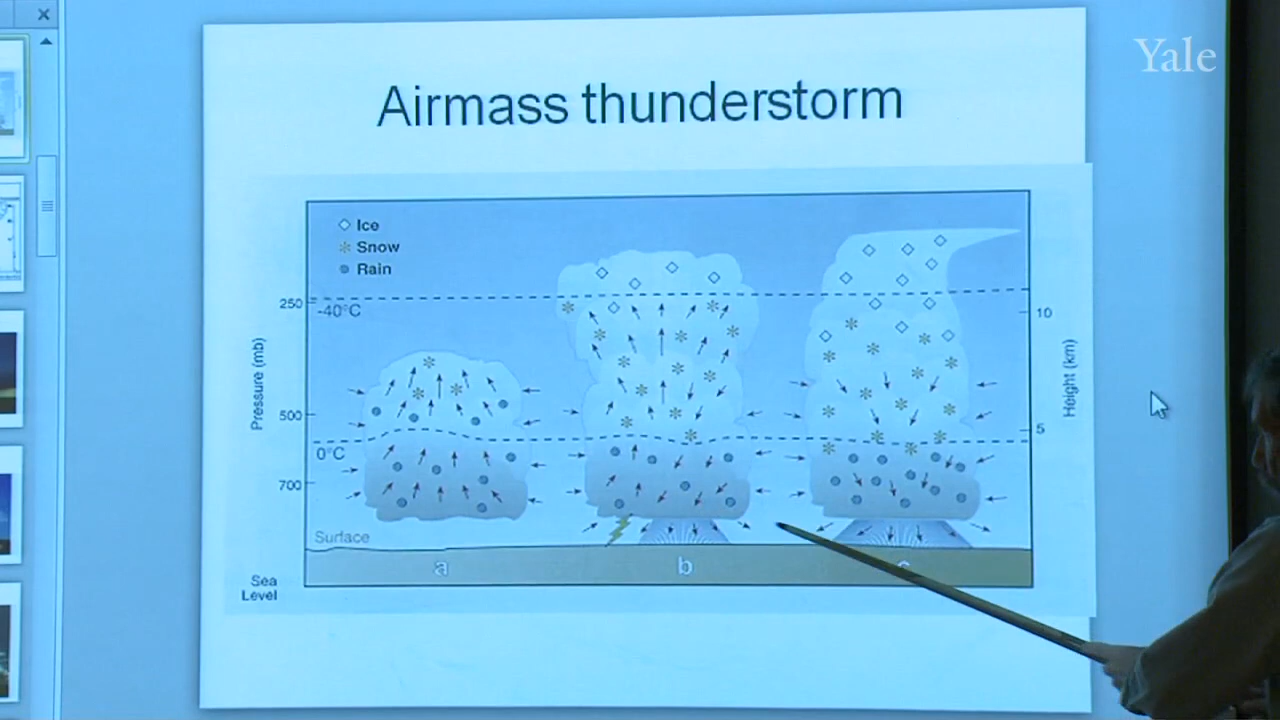 Yale
Airmass thunderstorm
Ice
Snow
Rain
250
-40°C
10
Pressure (mb)
Height (km)
500
5
0°C
700
Surface
a
b
c
Sea
Level